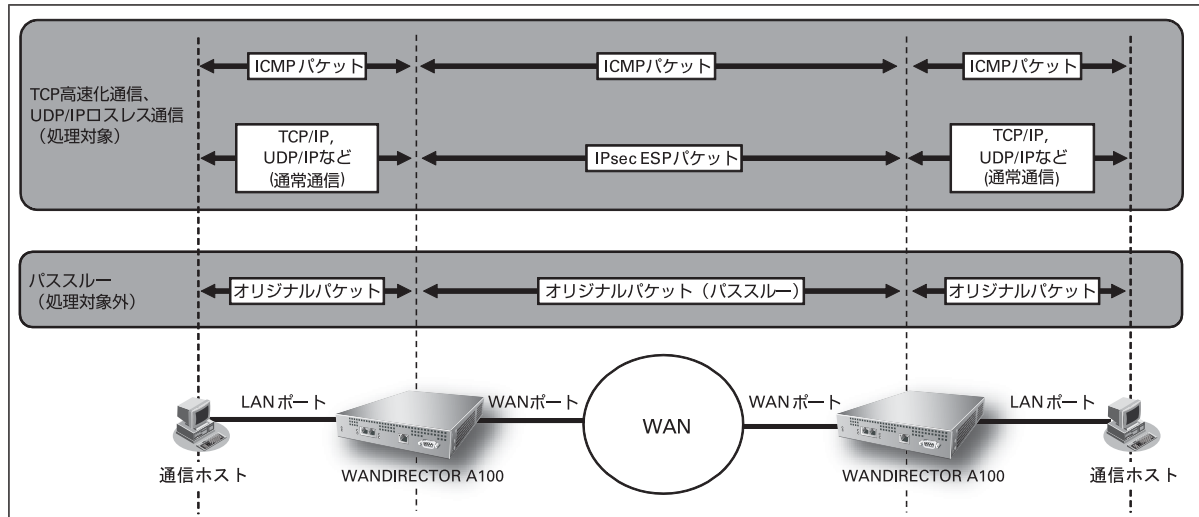 ICMPパケット
ICMPパケット
ICMPパケット
TCP高速化通信、
UDP/IPロスレス通信
（処理対象）
TCP/IP,
UDP/IPなど
(通常通信)
IPsec ESPパケット
TCP/IP,
UDP/IPなど
(通常通信)
パススルー
（処理対象外）
オリジナルパケット
オリジナルパケット（パススルー）
オリジナルパケット
LANポート
WANポート
WAN
WANポート
LANポート
通信ホスト
WANDIRECTOR A100
WANDIRECTOR A100
通信ホスト